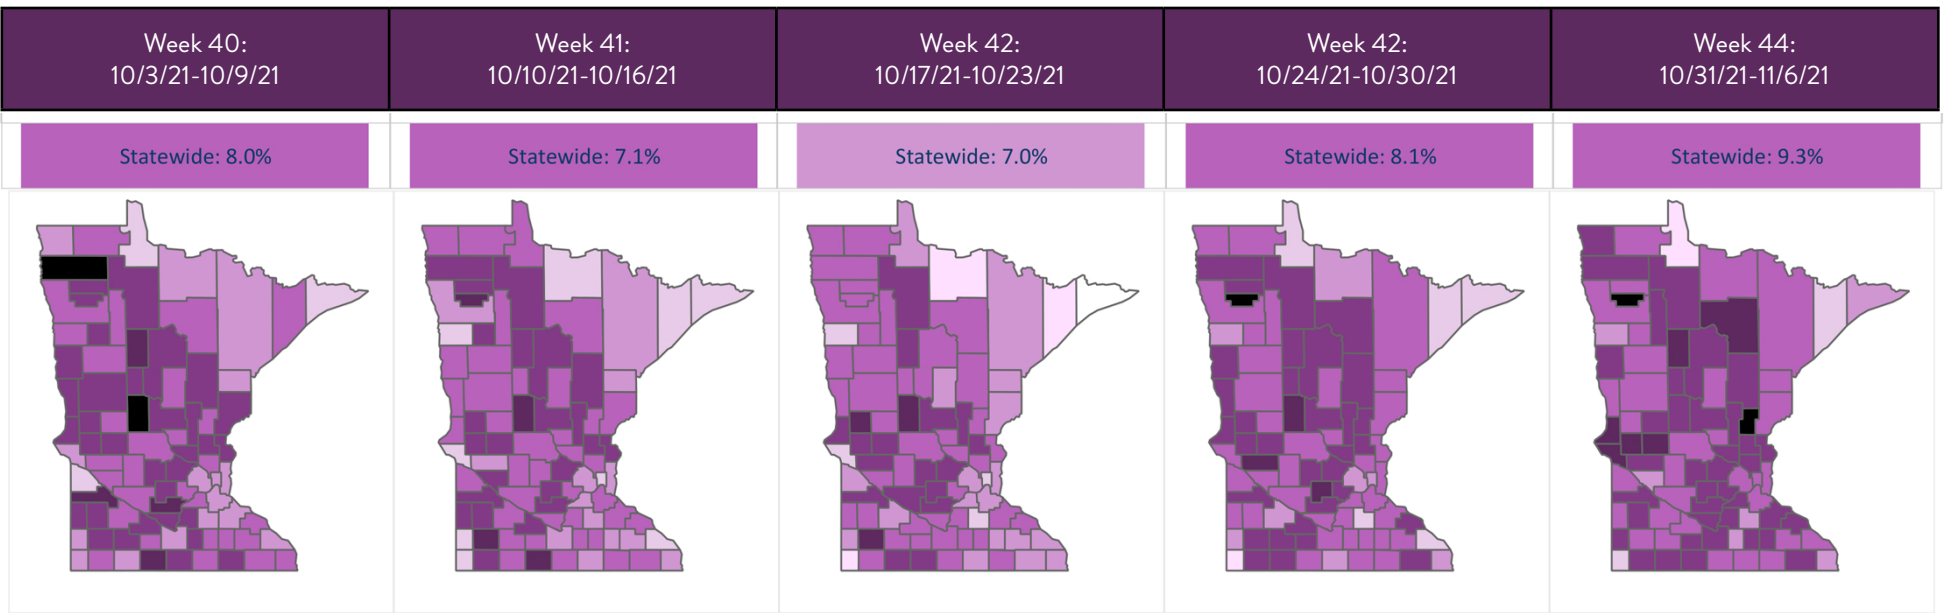 Week 40:
10/3/21-10/9/21
Week 41:
10/10/21-10/16/21
Week 42:
10/17/21-10/23/21
Week 42:
10/24/21-10/30/21
Week 44:
10/31/21-11/6/21
Statewide: 8.0%
Statewide: 7.1%
Statewide: 7.0%
Statewide: 8.1%
Statewide: 9.3%